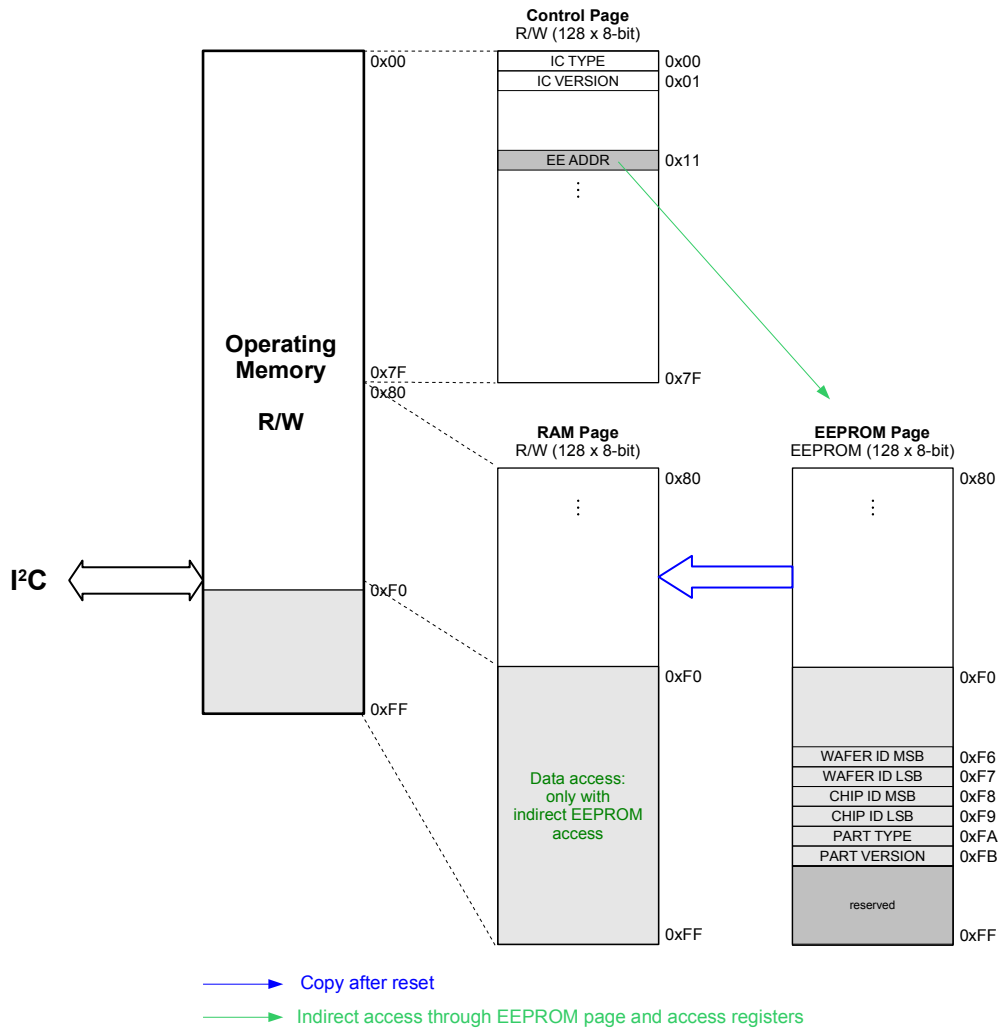 Control Page
R/W (128 x 8-bit)
0x00
IC TYPE
0x00
IC VERSION
0x01
EE ADDR
0x11
⋮
Operating
Memory
R/W
0x7F
0x80
0x7F
RAM Page
R/W (128 x 8-bit)
EEPROM Page
EEPROM (128 x 8-bit)
0x80
0x80
⋮
⋮
I²C
0xF0
0xF0
0xF0
0xFF
WAFER ID MSB
0xF6
WAFER ID LSB
0xF7
CHIP ID MSB
0xF8
CHIP ID LSB
0xF9
PART TYPE
0xFA
PART VERSION
0xFB
Data access:
only with
indirect EEPROM
access
reserved
0xFF
0xFF
Copy after reset
Indirect access through EEPROM page and access registers